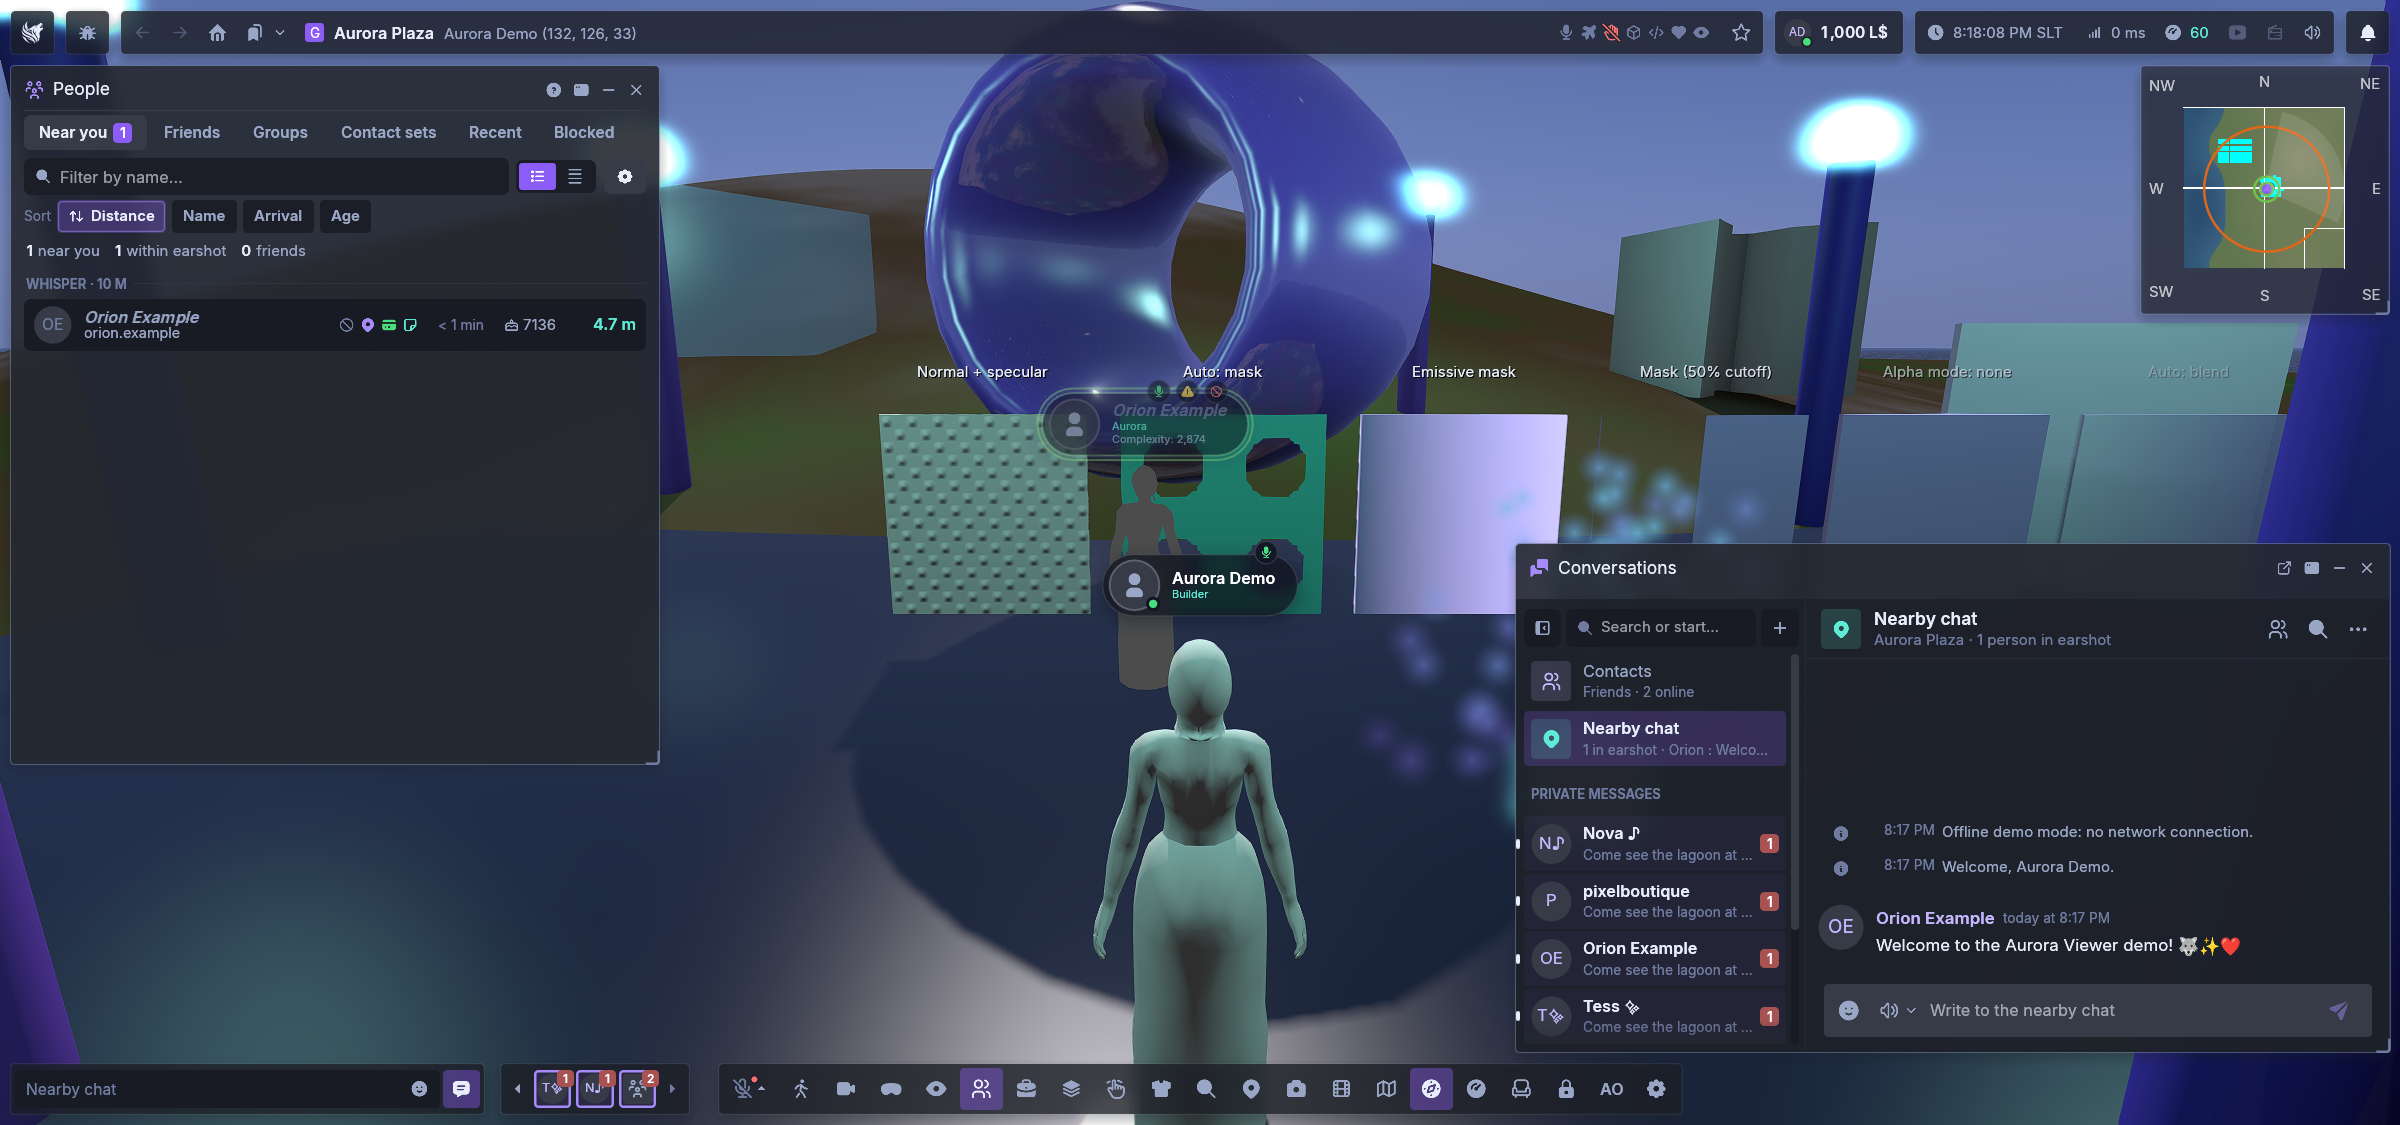 G Aurora Plaza Aurora Demo (132, 126, 33)
AD 1,000 L$
8:18:08 PM SLT 0 ms 60
People
Near you 1 Friends Groups Contact sets Recent Blocked
Filter by name...
Sort Distance Name Arrival Age
1 near you 1 within earshot 0 friends
WHISPER · 10 M
OE Orion Example
orion.example
< 1 min 7136 4.7 m
NW N NE
W E
SW S SE
Normal + specular Auto: mask Emissive mask Mask (50% cutoff) Alpha mode: none Auto: blend
Orion Example
Aurora
Complexity: 2,874
Aurora Demo
Builder
Conversations
Search or start...
Contacts
Friends · 2 online
Nearby chat
1 in earshot · Orion : Welco...
PRIVATE MESSAGES
N♪ Nova ♪ 1
Come see the lagoon at ...
P pixelboutique 1
Come see the lagoon at ...
OE Orion Example 1
Come see the lagoon at ...
T✨ Tess ✨ 1
Come see the lagoon at ...
Nearby chat
Aurora Plaza · 1 person in earshot
8:17 PM Offline demo mode: no network connection.
8:17 PM Welcome, Aurora Demo.
OE Orion Example today at 8:17 PM
Welcome to the Aurora Viewer demo! 🐺✨❤️
Write to the nearby chat
Nearby chat
T✨ 1 N♪ 1 2
AO